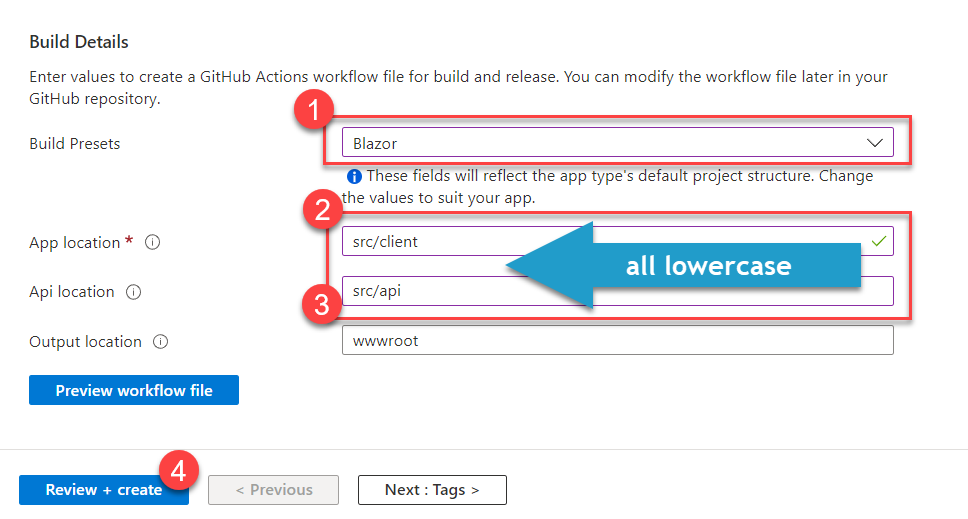 Build Details
Enter values to create a GitHub Actions workflow file for build and release. You can modify the workflow file later in your
GitHub repository.
1
Build Presets
Blazor
These fields will reflect the app type's default project structure. Change
the values to suit your app.
2
App location *
src/client
all lowercase
Api location
3
src/api
Output location
wwwroot
Preview workflow file
4
Review + create
< Previous
Next : Tags >